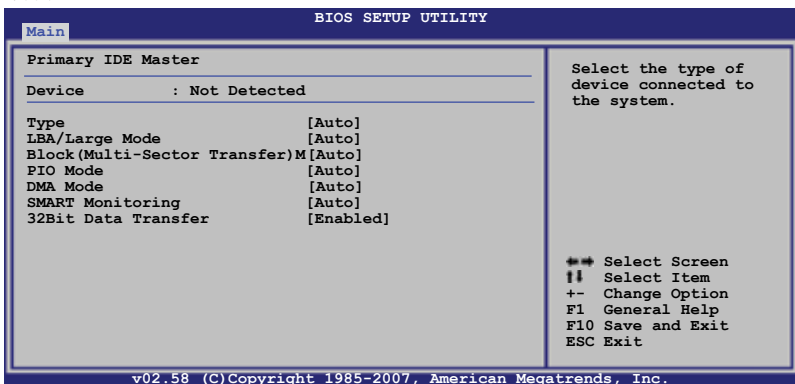 BIOS SETUP UTILITY
Main
Primary IDE Master
Device : Not Detected
Type [Auto]
LBA/Large Mode [Auto]
Block(Multi-Sector Transfer)M[Auto]
PIO Mode [Auto]
DMA Mode [Auto]
SMART Monitoring [Auto]
32Bit Data Transfer [Enabled]
Select the type of
device connected to
the system.
←→ Select Screen
↑↓ Select Item
+- Change Option
F1 General Help
F10 Save and Exit
ESC Exit
v02.58 (C)Copyright 1985-2007, American Megatrends, Inc.